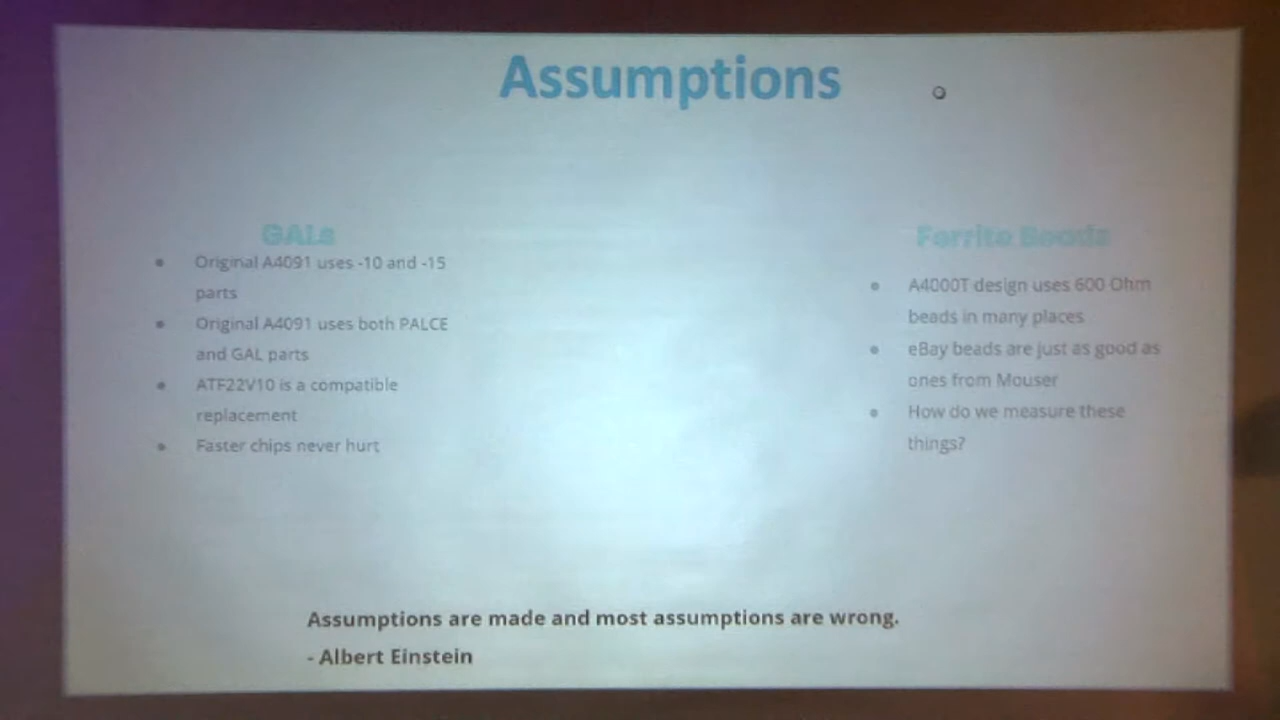 Assumptions
GALs
• Original A4091 uses -10 and -15
parts
• Original A4091 uses both PALCE
and GAL parts
• ATF22V10 is a compatible
replacement
• Faster chips never hurt
Ferrite Beads
• A4000T design uses 600 Ohm
beads in many places
• eBay beads are just as good as
ones from Mouser
• How do we measure these
things?
Assumptions are made and most assumptions are wrong.
- Albert Einstein